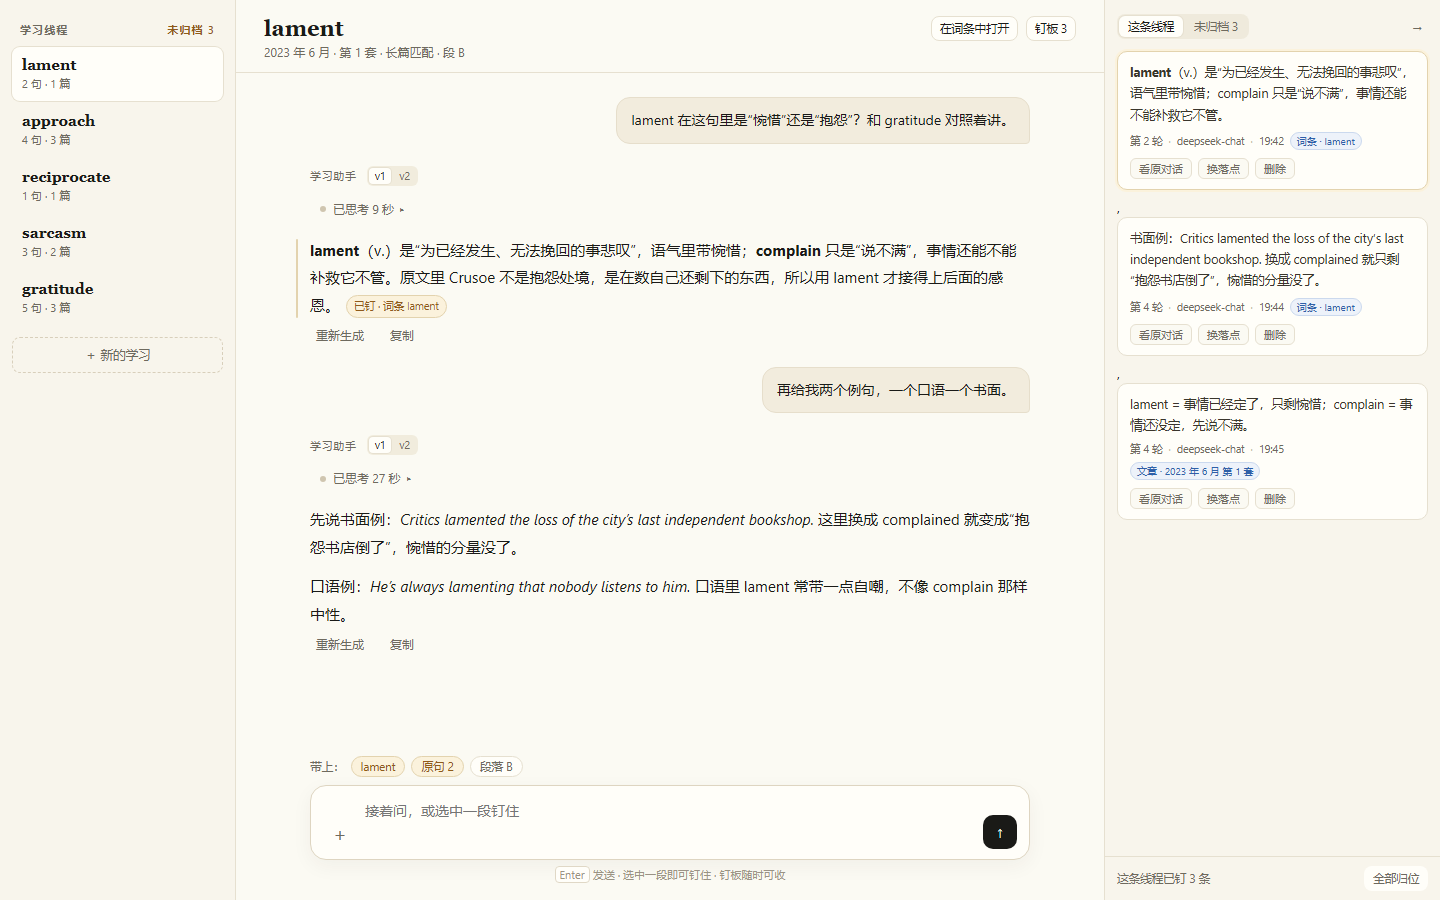 学习线程 未归档 3
lament
2 句 · 1 篇
approach
4 句 · 3 篇
reciprocate
1 句 · 1 篇
sarcasm
3 句 · 2 篇
gratitude
5 句 · 3 篇
+ 新的学习
lament
2023 年 6 月 · 第 1 套 · 长篇匹配 · 段 B
在词条中打开 钉板 3
lament 在这句里是“惋惜”还是“抱怨”？和 gratitude 对照着讲。
学习助手 v1 v2
已思考 9 秒 ▸
lament（v.）是“为已经发生、无法挽回的事悲叹”，语气里带惋惜；complain 只是“说不满”，事情还能不能
补救它不管。原文里 Crusoe 不是抱怨处境，是在数自己还剩下的东西，所以用 lament 才接得上后面的感
恩。 已钉 · 词条 lament
重新生成 复制
再给我两个例句，一个口语一个书面。
学习助手 v1 v2
已思考 27 秒 ▸
先说书面例：Critics lamented the loss of the city’s last independent bookshop. 这里换成 complained 就变成“抱
怨书店倒了”，惋惜的分量没了。
口语例：He’s always lamenting that nobody listens to him. 口语里 lament 常带一点自嘲，不像 complain 那样
中性。
重新生成 复制
带上： lament 原句 2 段落 B
接着问，或选中一段钉住
+ ↑
Enter 发送 · 选中一段即可钉住 · 钉板随时可收
这条线程 未归档 3 →
lament（v.）是“为已经发生、无法挽回的事悲叹”，
语气里带惋惜；complain 只是“说不满”，事情还能
不能补救它不管。
第 2 轮 · deepseek-chat · 19:42 词条 · lament
看原对话 换落点 删除
,
书面例：Critics lamented the loss of the city’s last
independent bookshop. 换成 complained 就只剩
“抱怨书店倒了”，惋惜的分量没了。
第 4 轮 · deepseek-chat · 19:44 词条 · lament
看原对话 换落点 删除
,
lament = 事情已经定了，只剩惋惜；complain = 事
情还没定，先说不满。
第 4 轮 · deepseek-chat · 19:45
文章 · 2023 年 6 月 第 1 套
看原对话 换落点 删除
这条线程已钉 3 条 全部归位